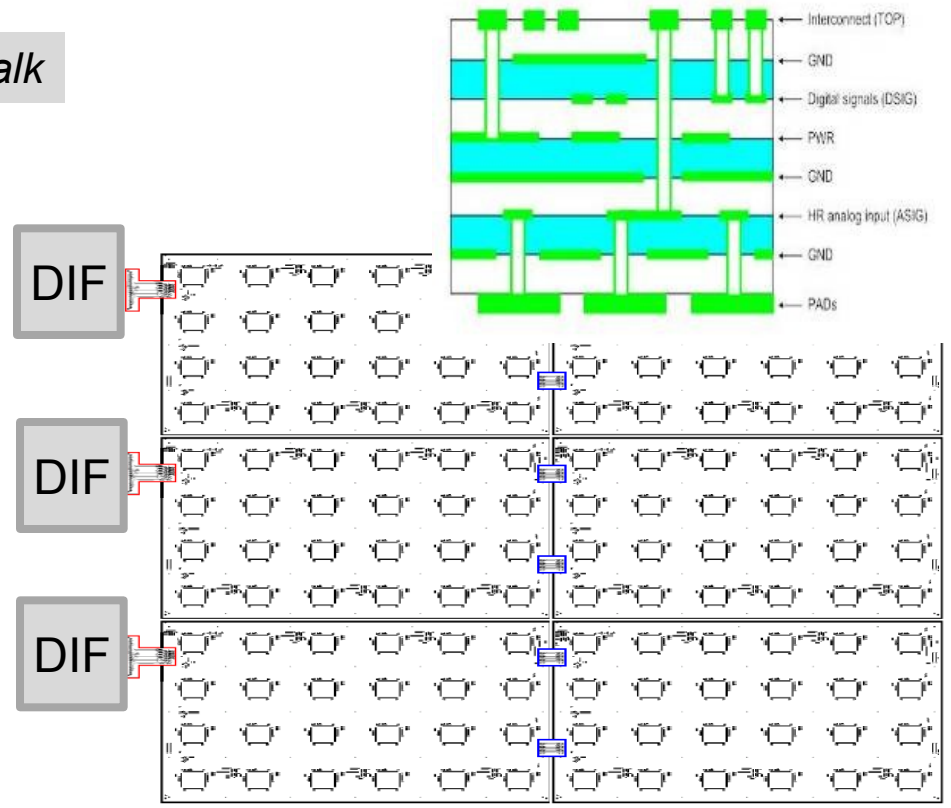 alk
Interconnect (TOP)
GND
Digital signals (DSIG)
PWR
GND
HR analog input (ASIG)
GND
PADs
DIF
DIF
DIF